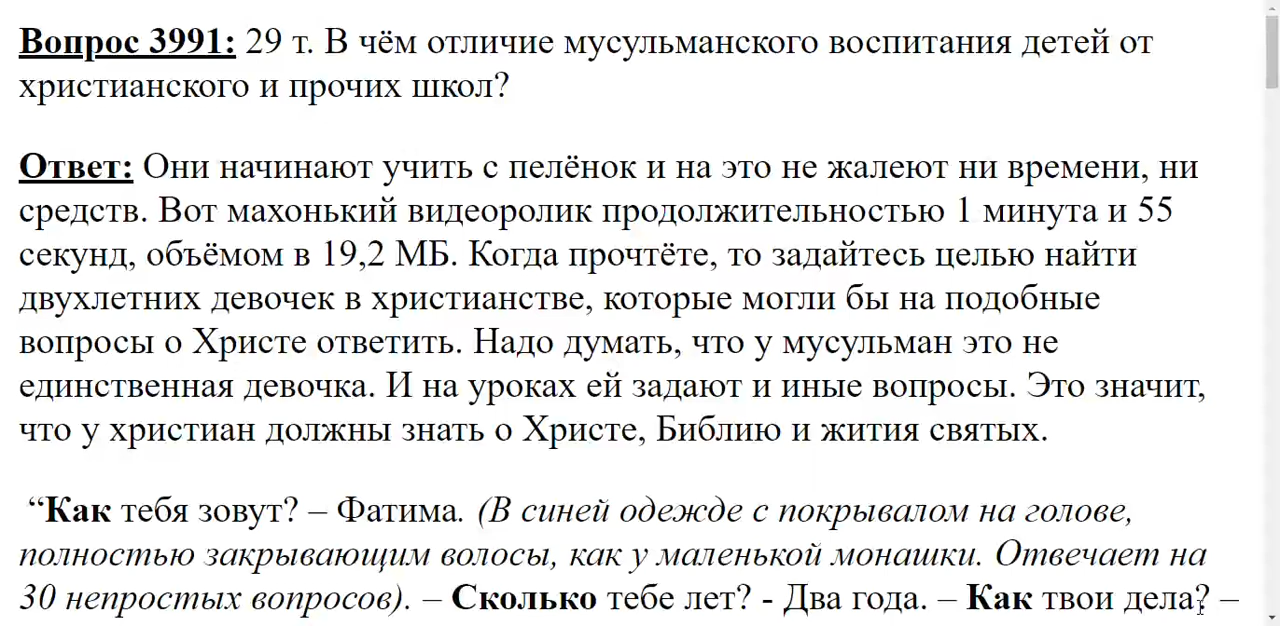 Вопрос 3991: 29 т. В чём отличие мусульманского воспитания детей от
христианского и прочих школ?
Ответ: Они начинают учить с пелёнок и на это не жалеют ни времени, ни
средств. Вот махонький видеоролик продолжительностью 1 минута и 55
секунд, объёмом в 19,2 МБ. Когда прочтёте, то задайтесь целью найти
двухлетних девочек в христианстве, которые могли бы на подобные
вопросы о Христе ответить. Надо думать, что у мусульман это не
единственная девочка. И на уроках ей задают и иные вопросы. Это значит,
что у христиан должны знать о Христе, Библию и жития святых.
“Как тебя зовут? – Фатима. (В синей одежде с покрывалом на голове,
полностью закрывающим волосы, как у маленькой монашки. Отвечает на
30 непростых вопросов). – Сколько тебе лет? - Два года. – Как твои дела? –